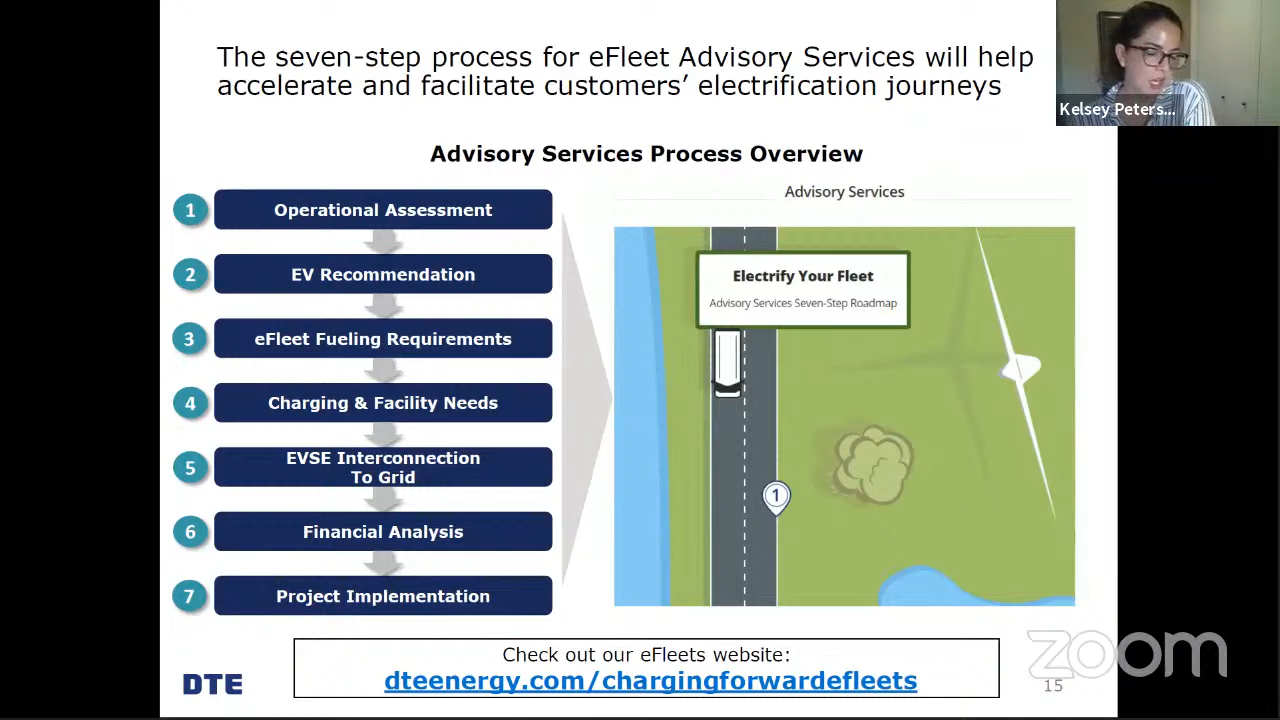 The seven-step process for eFleet Advisory Services will help
accelerate and facilitate customers’ electrification journeys
Kelsey Peters...
Advisory Services Process Overview
1
Operational Assessment
2
EV Recommendation
3
eFleet Fueling Requirements
4
Charging & Facility Needs
5
EVSE Interconnection
To Grid
6
Financial Analysis
7
Project Implementation
Advisory Services
Electrify Your Fleet
Advisory Services Seven-Step Roadmap
1
Check out our eFleets website:
dteenergy.com/chargingforwardefleets
DTE
zoom
15